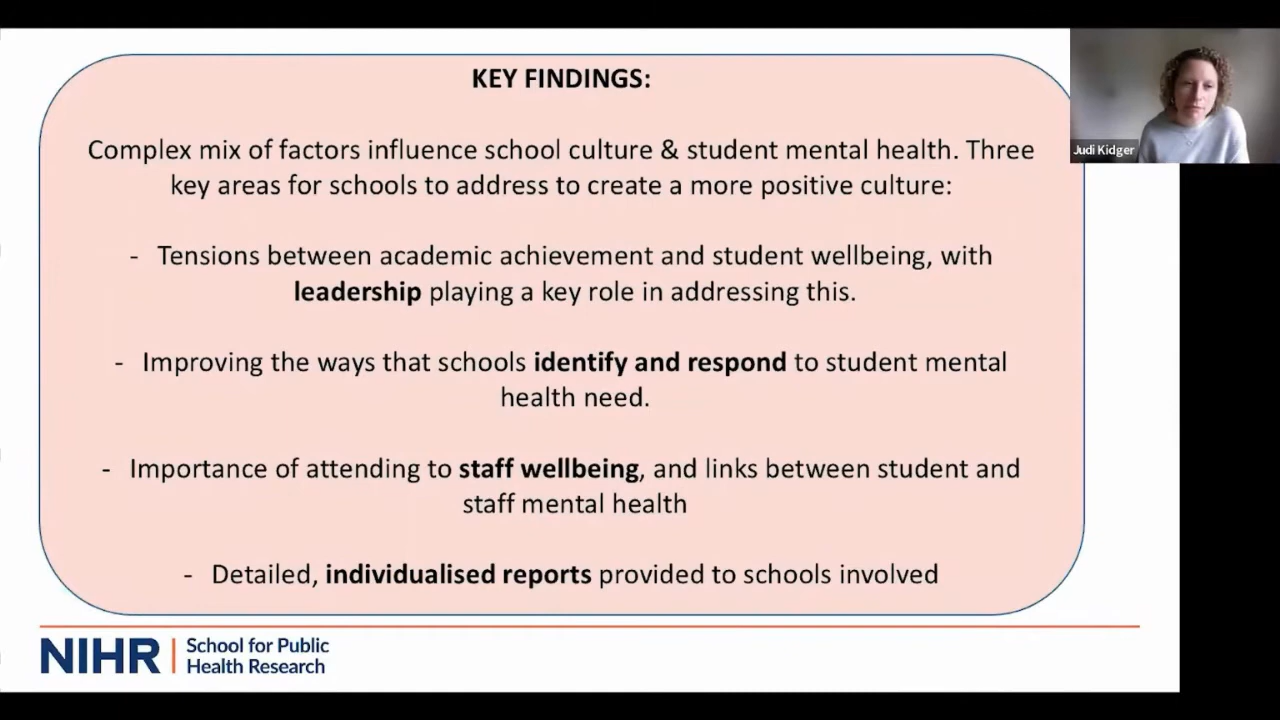 KEY FINDINGS:
Complex mix of factors influence school culture & student mental health. Three
key areas for schools to address to create a more positive culture:
- Tensions between academic achievement and student wellbeing, with
leadership playing a key role in addressing this.
- Improving the ways that schools identify and respond to student mental
health need.
- Importance of attending to staff wellbeing, and links between student and
staff mental health
- Detailed, individualised reports provided to schools involved
Judi Kidger
NIHR | School for Public
Health Research